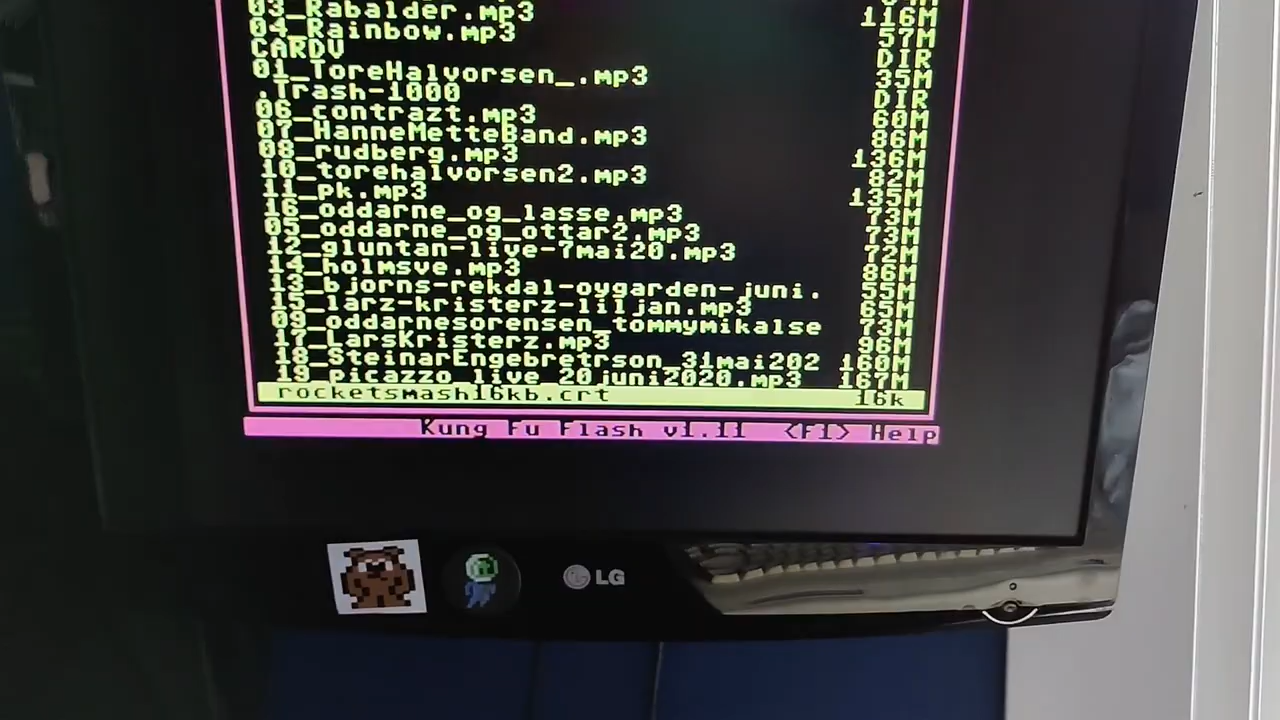 03_Rabalder.mp3 116M
04_Rainbow.mp3 57M
CARDV DIR
01_ToreHalvorsen_.mp3 35M
.Trash-1000 DIR
06_contrazt.mp3 60M
07_HanneMetteBand.mp3 86M
08_rudberg.mp3 136M
10_torehalvorsen2.mp3 82M
11_pk.mp3 135M
16_oddarne_og_lasse.mp3 73M
05_oddarne_og_ottar2.mp3 73M
12_gluntan-live-7mai20.mp3 72M
14_holmsve.mp3 86M
13_bjorns-rekdal-oygarden-juni. 55M
15_larz-kristerz-liljan.mp3 65M
09_oddarnesorensen_tommymikalse 73M
17_LarsKristerz.mp3 96M
18_SteinarEngebretrson_31mai202 160M
19_picazzo_live_20juni2020.mp3 167M
rocketsmash16kb.crt 16k
Kung Fu Flash v1.11 <F1> Help
LG